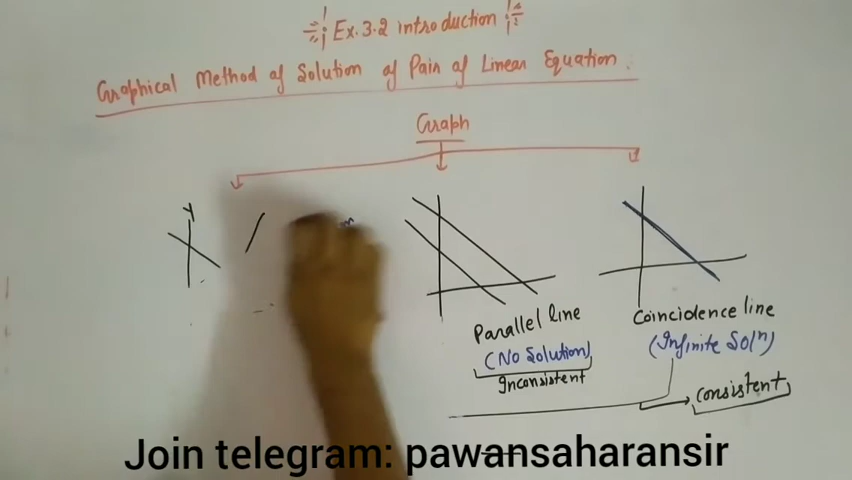 Ex. 3.2 introduction
Graphical Method of Solution of Pair of Linear Equation.
Graph
Y
Parallel line
(No Solution)
Inconsistent
Coincidence line
(Infinite Solⁿ)
consistent
Join telegram: pawansaharansir